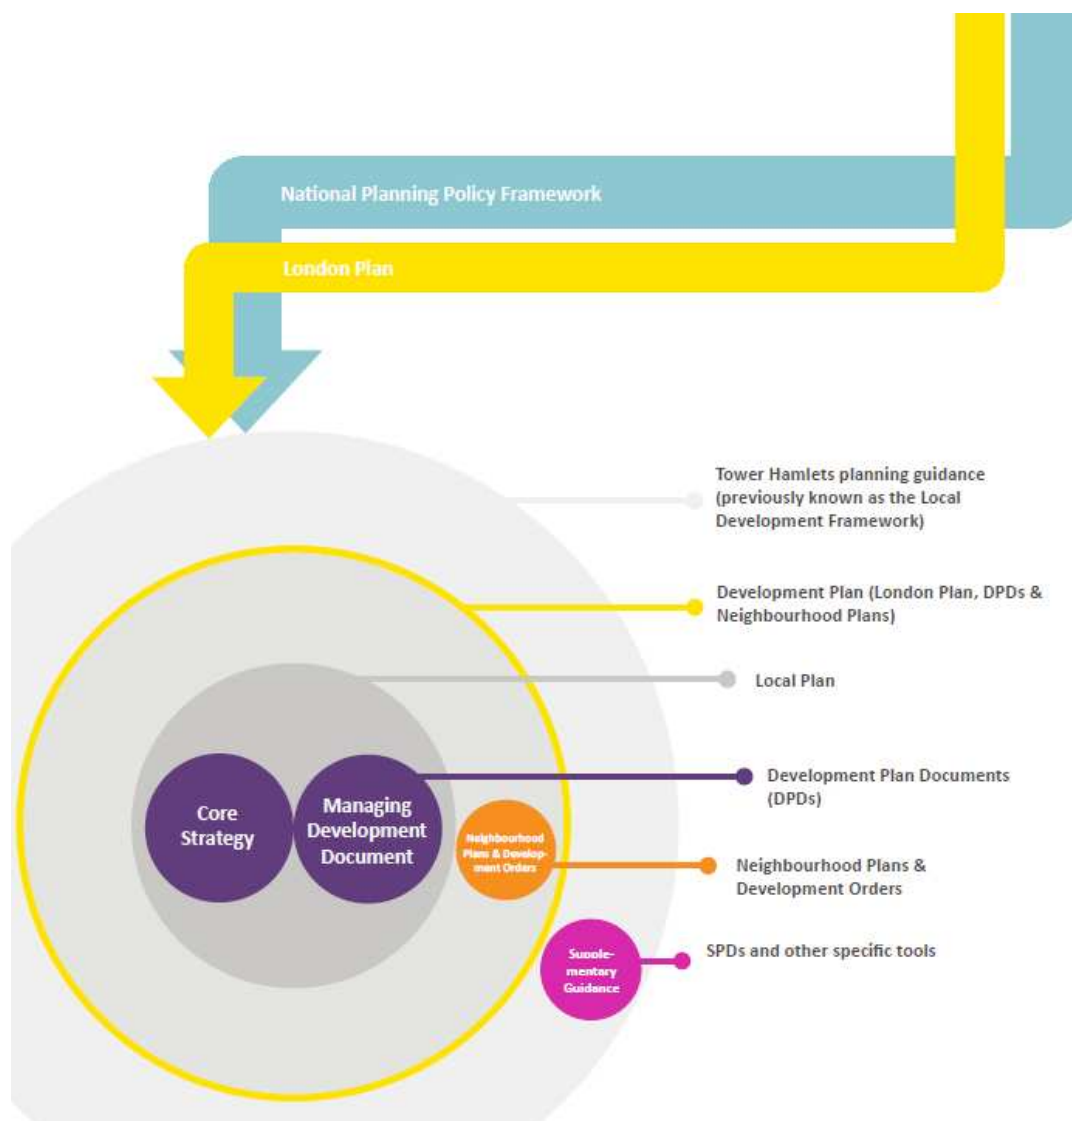 National Planning Policy Framework
London Plan
Tower Hamlets planning guidance
(previously known as the Local
Development Framework)
Development Plan (London Plan, DPDs &
Neighbourhood Plans)
Local Plan
Core
Strategy
Managing
Development
Document
Development Plan Documents
(DPDs)
Neighbourhood
Plans & Develop-
ment Orders
Neighbourhood Plans &
Development Orders
Supple-
mentary
Guidance
SPDs and other specific tools